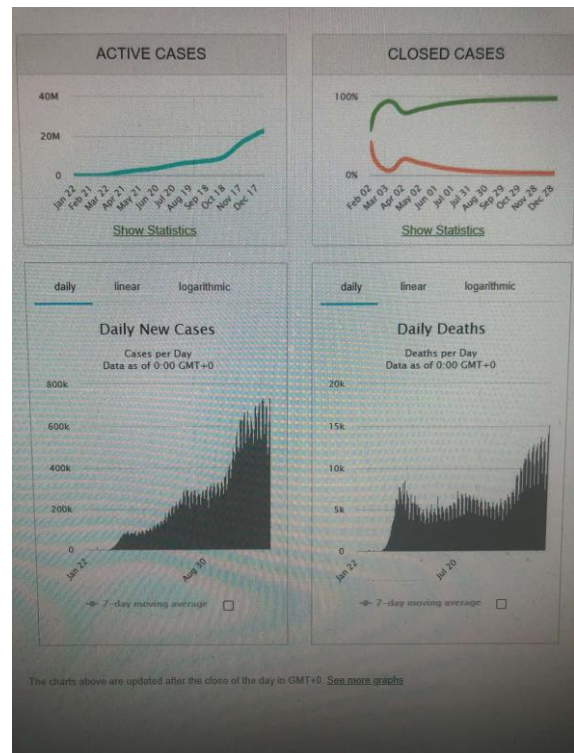 ACTIVE CASES
40M
20M
0
Jan 22
Feb 21
Mar 22
Apr 21
May 21
Jun 20
Jul 20
Aug 19
Sep 18
Oct 18
Nov 17
Dec 17
Show Statistics
CLOSED CASES
100%
0%
Feb 02
Mar 03
Apr 02
May 02
Jun 01
Jul 01
Jul 31
Aug 30
Sep 29
Oct 29
Nov 28
Dec 28
Show Statistics
daily linear logarithmic
Daily New Cases
Cases per Day
Data as of 0:00 GMT+0
800k
600k
400k
200k
0
Jan 22
Aug 30
7-day moving average
daily linear logarithmic
Daily Deaths
Deaths per Day
Data as of 0:00 GMT+0
20k
15k
10k
5k
0
Jan 22
Jul 20
7-day moving average
The charts above are updated after the close of the day in GMT+0. See more graphs